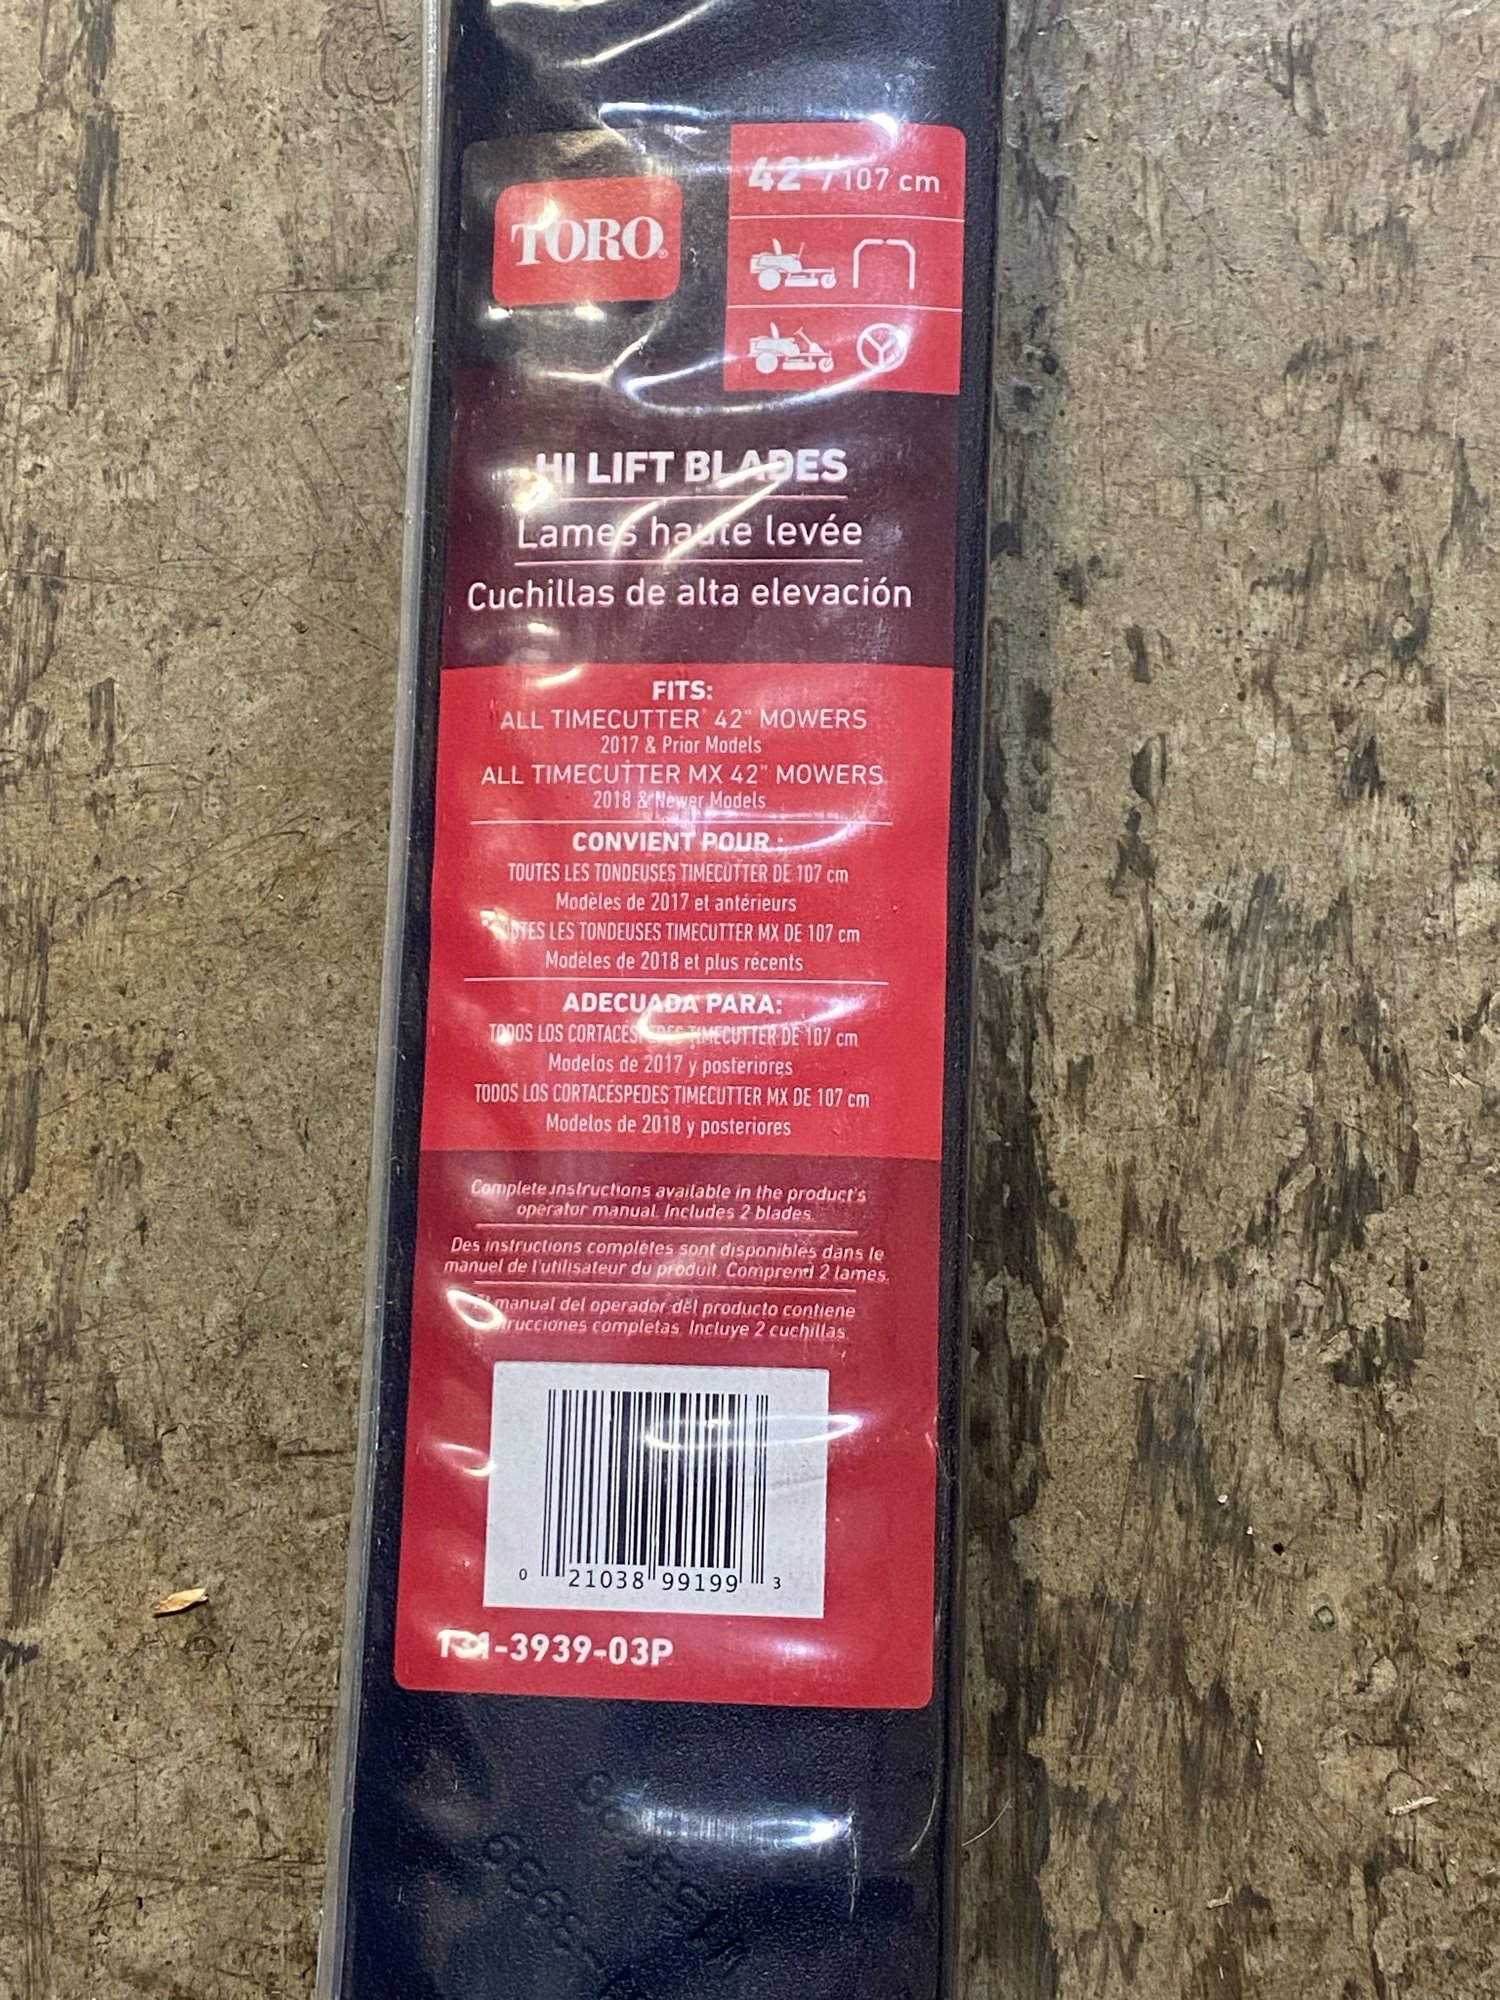 TORO
42" / 107 cm
HI LIFT BLADES
Lames haute levée
Cuchillas de alta elevación
FITS:
ALL TIMECUTTER® 42" MOWERS
2017 & Prior Models
ALL TIMECUTTER MX 42" MOWERS
2018 & Newer Models
CONVIENT POUR :
TOUTES LES TONDEUSES TIMECUTTER DE 107 cm
Modèles de 2017 et antérieurs
TOUTES LES TONDEUSES TIMECUTTER MX DE 107 cm
Modèles de 2018 et plus récents
ADECUADA PARA:
TODOS LOS CORTACÉSPEDES TIMECUTTER DE 107 cm
Modelos de 2017 y posteriores
TODOS LOS CORTACÉSPEDES TIMECUTTER MX DE 107 cm
Modelos de 2018 y posteriores
Complete instructions available in the product's
operator manual. Includes 2 blades.
Des instructions complètes sont disponibles dans le
manuel de l'utilisateur du produit. Comprend 2 lames.
El manual del operador del producto contiene
instrucciones completas. Incluye 2 cuchillas.
0 21038 99199 3
131-3939-03P